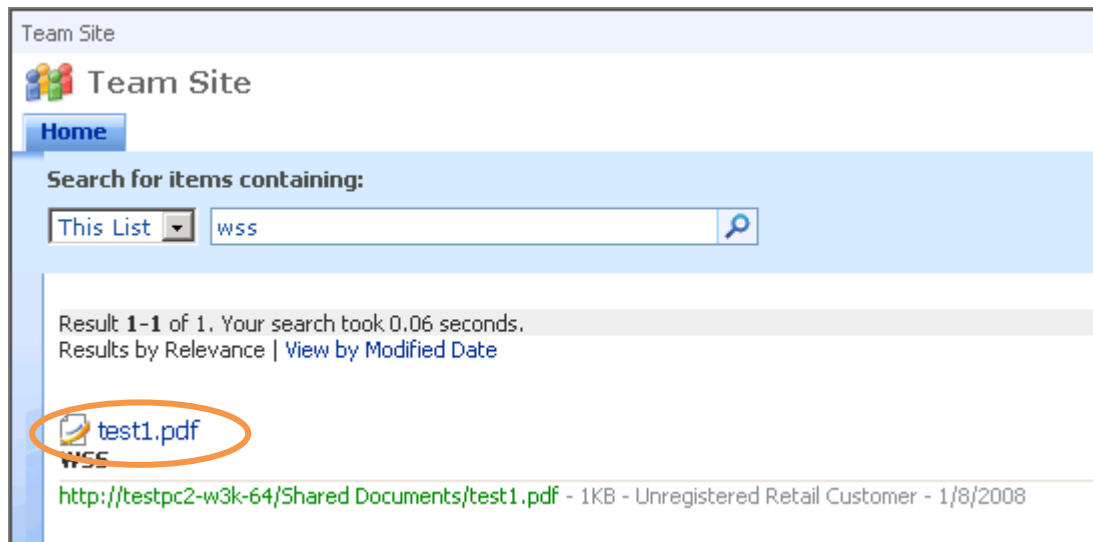 Team Site
Team Site
Home
Search for items containing:
This List wss
Result 1-1 of 1. Your search took 0.06 seconds.
Results by Relevance | View by Modified Date
test1.pdf
wss
http://testpc2-w3k-64/Shared Documents/test1.pdf - 1KB - Unregistered Retail Customer - 1/8/2008